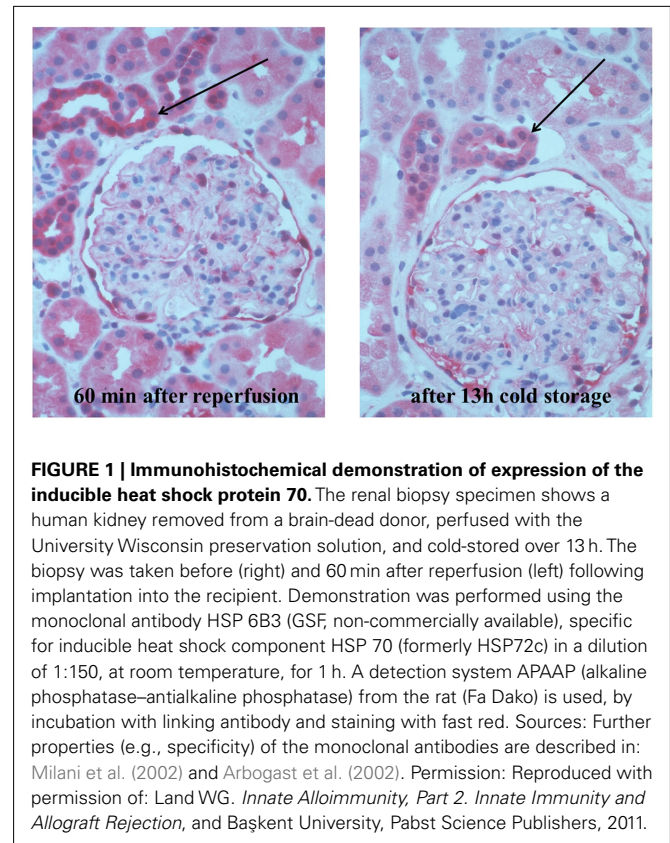 60 min after reperfusion
after 13h cold storage
FIGURE 1 | Immunohistochemical demonstration of expression of the
inducible heat shock protein 70. The renal biopsy specimen shows a
human kidney removed from a brain-dead donor, perfused with the
University Wisconsin preservation solution, and cold-stored over 13 h. The
biopsy was taken before (right) and 60 min after reperfusion (left) following
implantation into the recipient. Demonstration was performed using the
monoclonal antibody HSP 6B3 (GSF, non-commercially available), specific
for inducible heat shock component HSP 70 (formerly HSP72c) in a dilution
of 1:150, at room temperature, for 1 h. A detection system APAAP (alkaline
phosphatase–antialkaline phosphatase) from the rat (Fa Dako) is used, by
incubation with linking antibody and staining with fast red. Sources: Further
properties (e.g., specificity) of the monoclonal antibodies are described in:
Milani et al. (2002) and Arbogast et al. (2002). Permission: Reproduced with
permission of: Land WG. Innate Alloimmunity, Part 2. Innate Immunity and
Allograft Rejection, and Başkent University, Pabst Science Publishers, 2011.